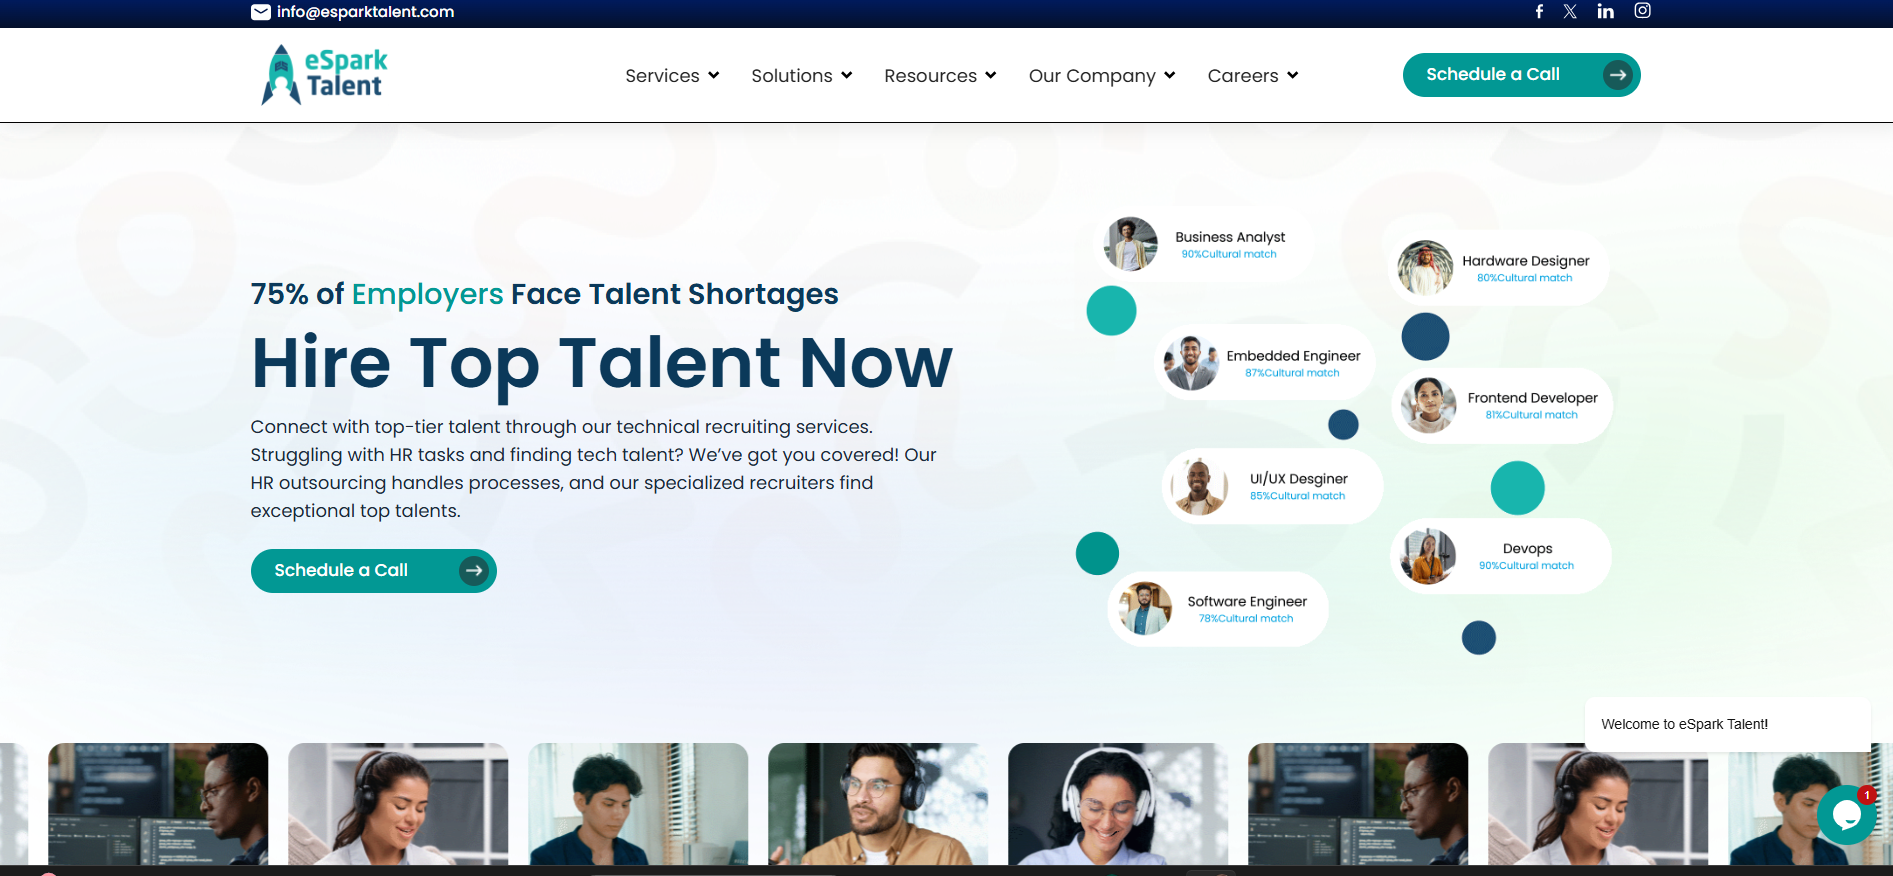 info@esparktalent.com
eSpark
Talent
Services
Solutions
Resources
Our Company
Careers
Schedule a Call
75% of Employers Face Talent Shortages
Hire Top Talent Now
Connect with top-tier talent through our technical recruiting services.
Struggling with HR tasks and finding tech talent? We’ve got you covered! Our
HR outsourcing handles processes, and our specialized recruiters find
exceptional top talents.
Schedule a Call
Business Analyst
90%Cultural match
Hardware Designer
80%Cultural match
Embedded Engineer
87%Cultural match
Frontend Developer
81%Cultural match
UI/UX Desginer
85%Cultural match
Devops
90%Cultural match
Software Engineer
78%Cultural match
Welcome to eSpark Talent!
1